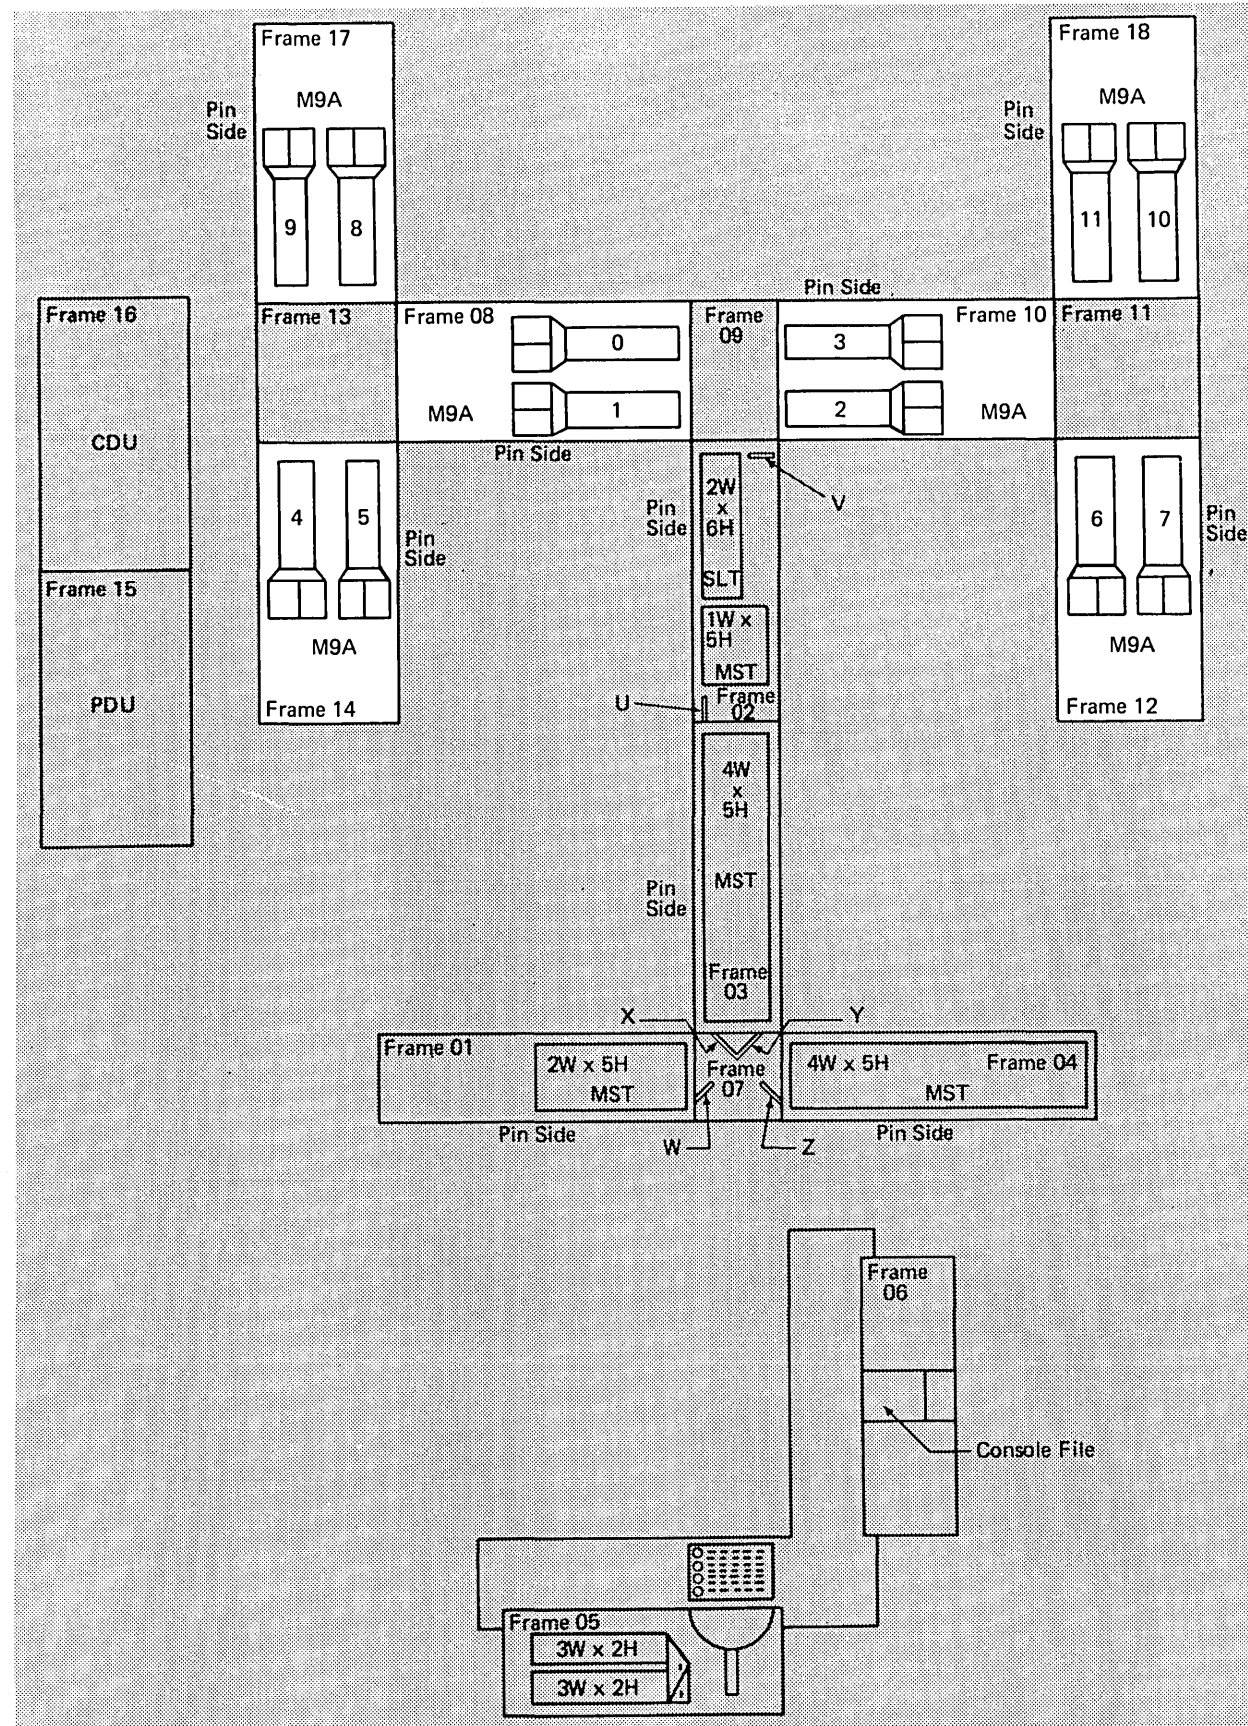 Frame 17
M9A
Pin
Side
9
8
Frame 18
M9A
Pin
Side
11
10
Pin Side
Frame 16
CDU
Frame 13
Frame 08
0
1
M9A
Frame
09
3
2
Frame 10
M9A
Frame 11
Pin Side
4
5
Pin
Side
M9A
Frame 14
Frame 15
PDU
Pin
Side
2W
x
6H
SLT
V
1W x
5H
MST
U
Frame
02
6
7
Pin
Side
M9A
Frame 12
4W
x
5H
MST
Pin
Side
Frame
03
X
Y
Frame 01
2W x 5H
MST
Frame
07
4W x 5H
Frame 04
MST
Pin Side
W
Z
Pin Side
Frame
06
Console File
Frame 05
3W x 2H
3W x 2H